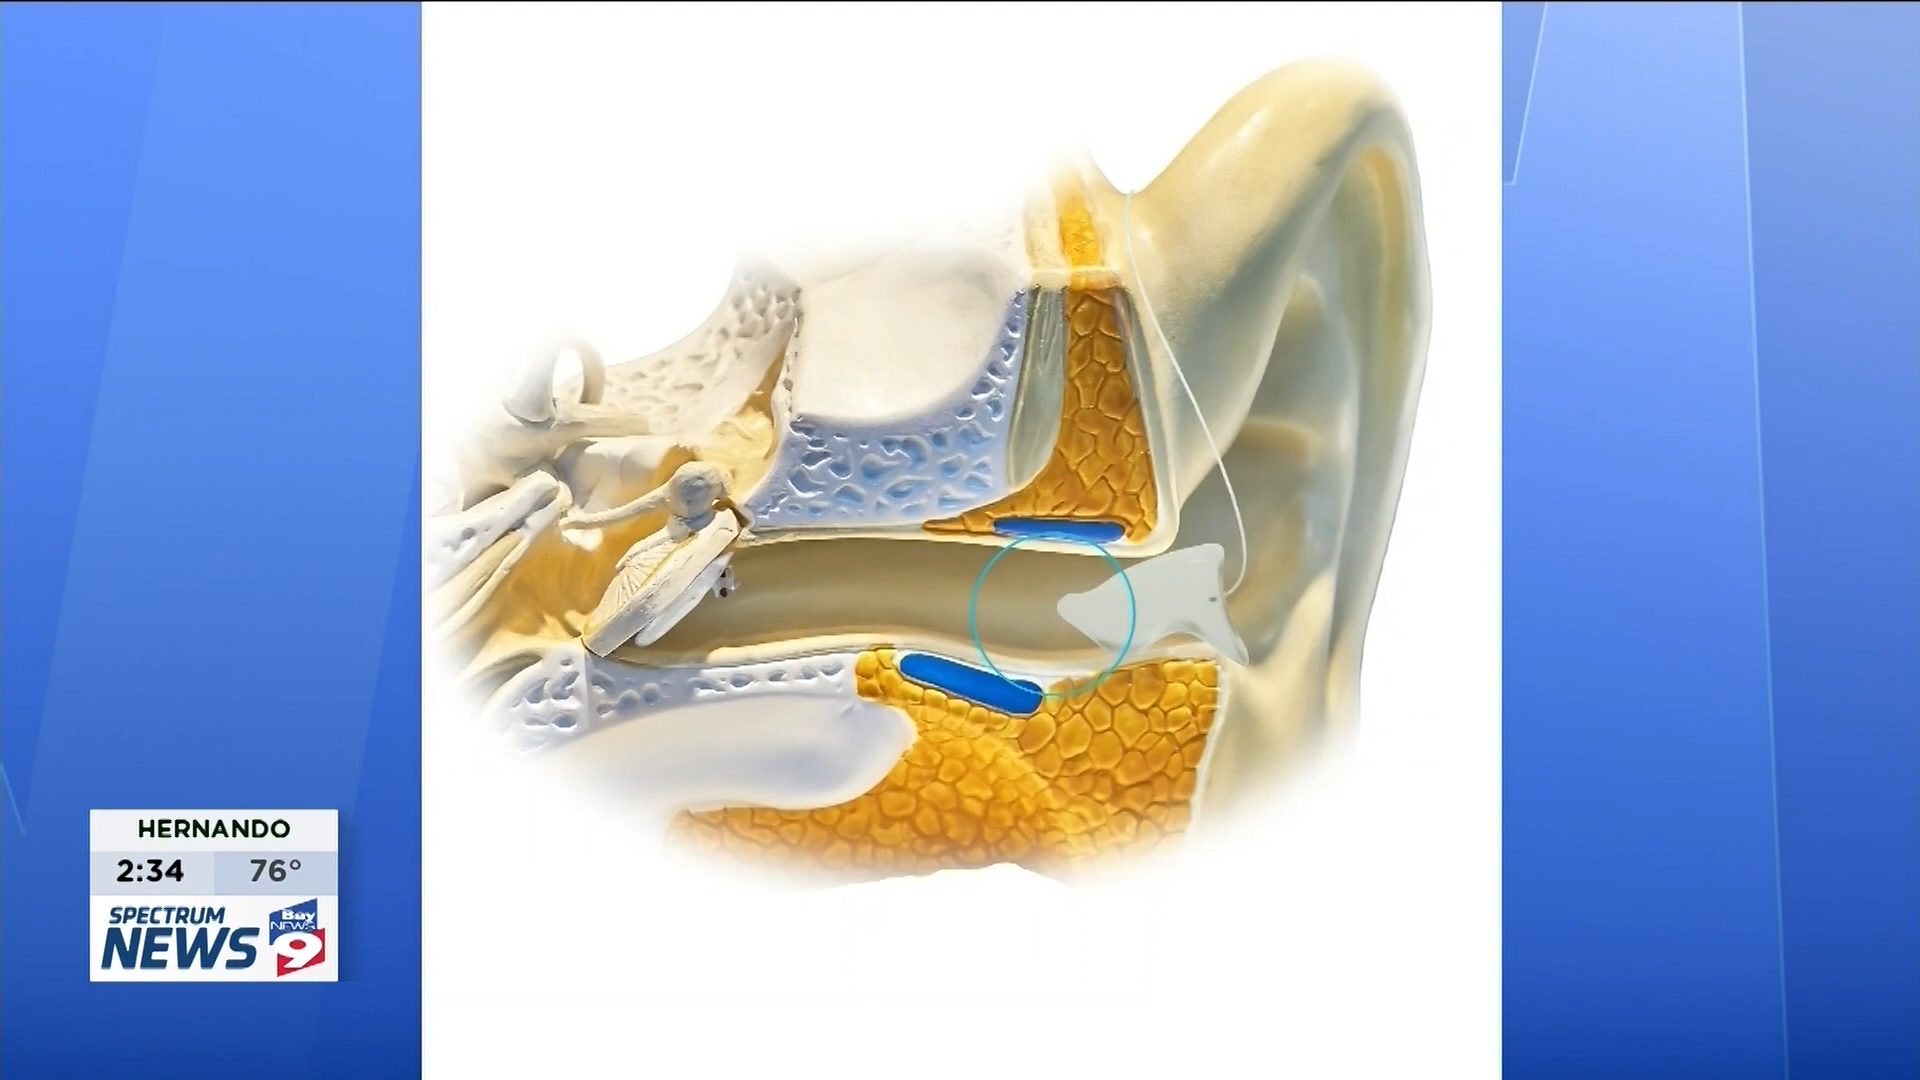 HERNANDO
2:34 76°
SPECTRUM
NEWS
Bay
NEWS
9